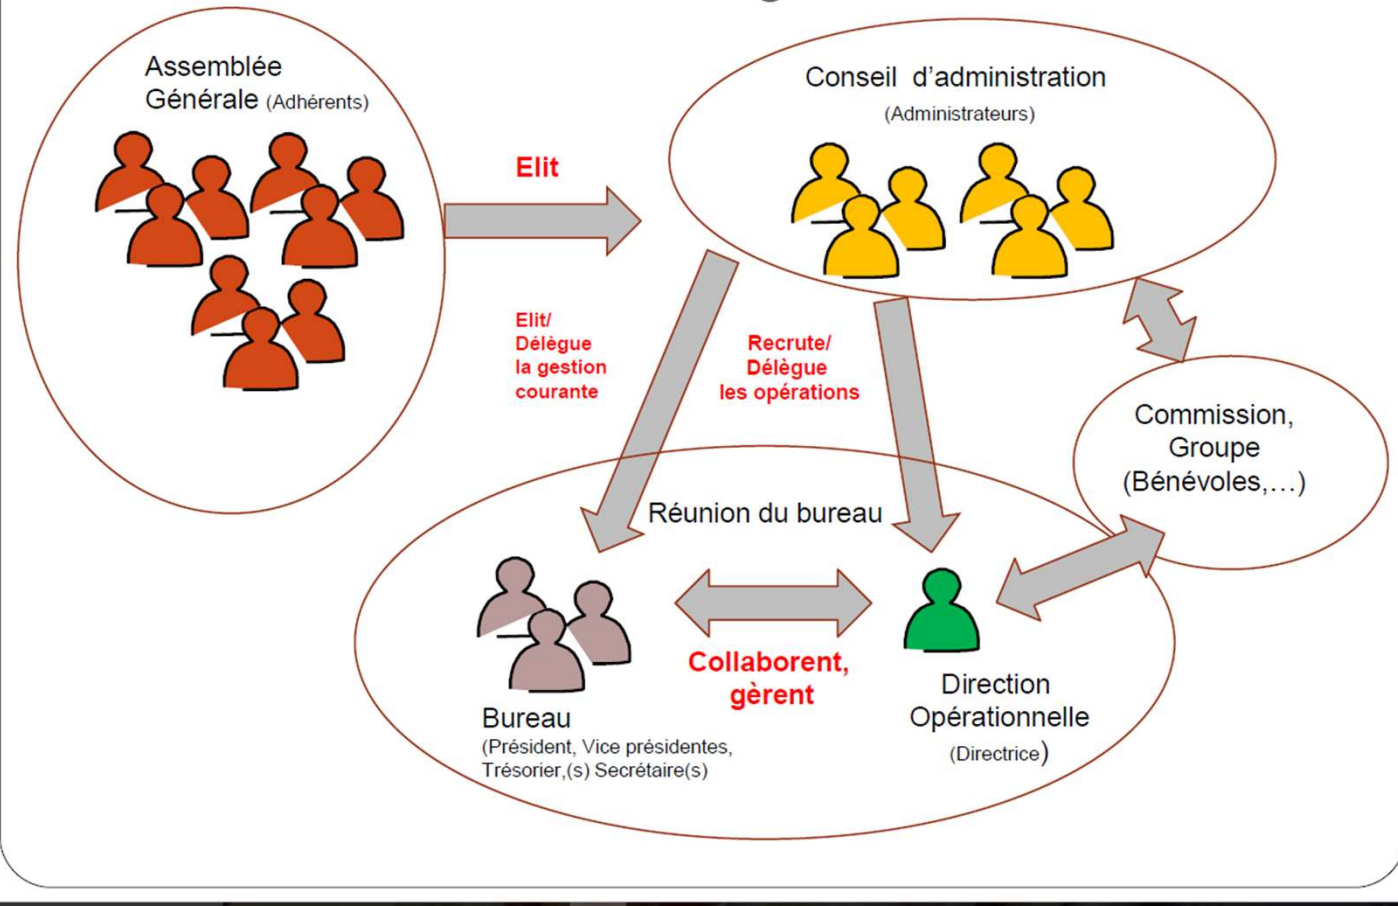 Assemblée
Générale (Adhérents)
Conseil d'administration
(Administrateurs)
Elit
Elit/
Délègue
la gestion
courante
Recrute/
Délègue
les opérations
Commission,
Groupe
(Bénévoles,...)
Réunion du bureau
Collaborent,
gèrent
Bureau
(Président, Vice présidentes,
Trésorier,(s) Secrétaire(s)
Direction
Opérationnelle
(Directrice)